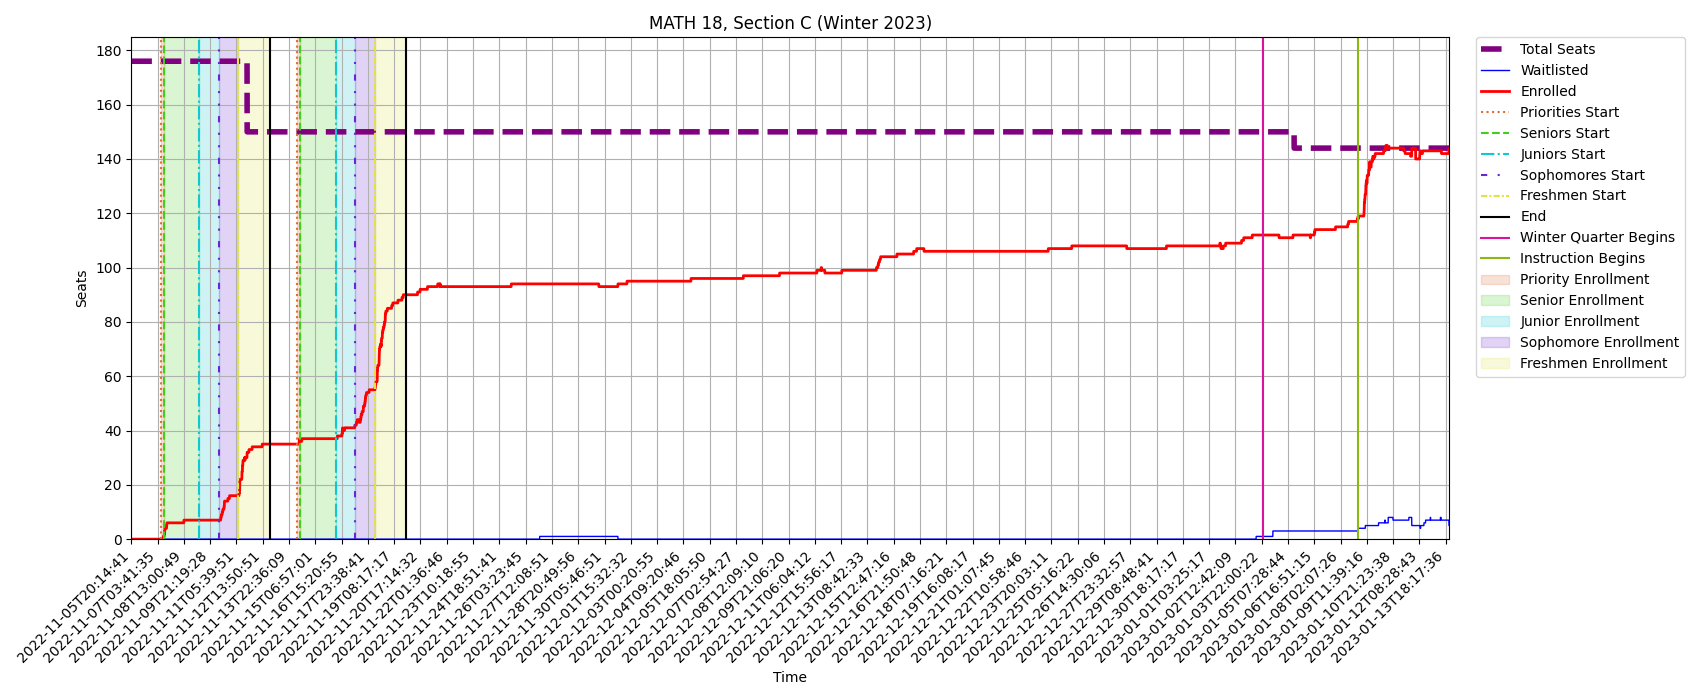 MATH 18, Section C (Winter 2023)
Seats
180
160
140
120
100
80
60
40
20
0
2022-11-05T20:14:41
2022-11-07T03:41:35
2022-11-08T13:00:49
2022-11-09T21:19:28
2022-11-11T05:39:51
2022-11-12T13:50:51
2022-11-13T22:36:09
2022-11-15T06:57:01
2022-11-16T15:20:55
2022-11-17T23:38:41
2022-11-19T08:17:17
2022-11-20T17:14:32
2022-11-22T01:36:46
2022-11-23T10:18:55
2022-11-24T18:51:41
2022-11-26T03:23:45
2022-11-27T12:08:51
2022-11-28T20:49:56
2022-11-30T05:46:51
2022-12-01T15:32:32
2022-12-03T00:20:55
2022-12-04T09:20:46
2022-12-05T18:05:50
2022-12-07T02:54:27
2022-12-08T12:09:10
2022-12-09T21:06:20
2022-12-11T06:04:12
2022-12-12T15:56:17
2022-12-13T08:42:33
2022-12-15T12:47:16
2022-12-16T21:50:48
2022-12-18T07:16:21
2022-12-19T16:08:17
2022-12-21T01:07:45
2022-12-22T10:58:46
2022-12-23T20:03:11
2022-12-25T05:16:22
2022-12-26T14:30:06
2022-12-27T23:32:57
2022-12-29T08:48:41
2022-12-30T18:17:17
2023-01-01T03:25:17
2023-01-02T12:42:09
2023-01-03T22:00:22
2023-01-05T07:28:44
2023-01-06T16:51:15
2023-01-08T02:07:26
2023-01-09T11:39:16
2023-01-10T21:23:38
2023-01-12T08:28:43
2023-01-13T18:17:36
Time
Total Seats
Waitlisted
Enrolled
Priorities Start
Seniors Start
Juniors Start
Sophomores Start
Freshmen Start
End
Winter Quarter Begins
Instruction Begins
Priority Enrollment
Senior Enrollment
Junior Enrollment
Sophomore Enrollment
Freshmen Enrollment